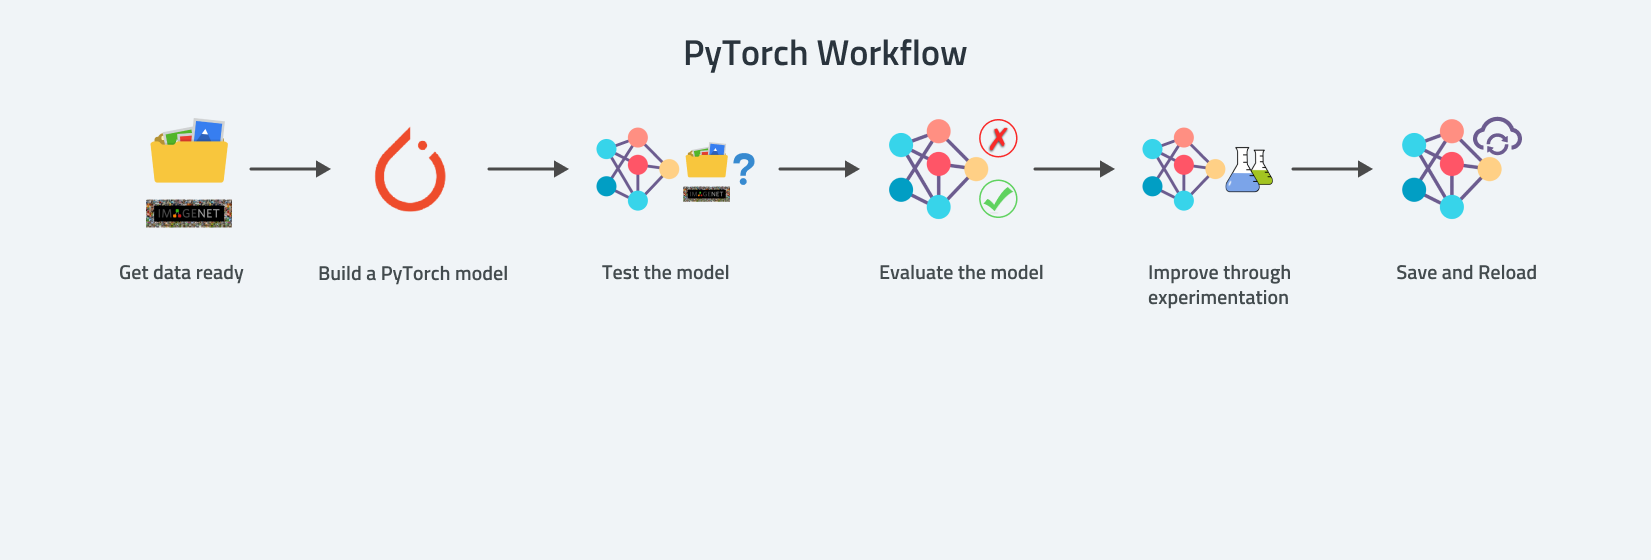 PyTorch Workflow
IMAGENET
IMAGENET
?
Get data ready
Build a PyTorch model
Test the model
Evaluate the model
Improve through
experimentation
Save and Reload